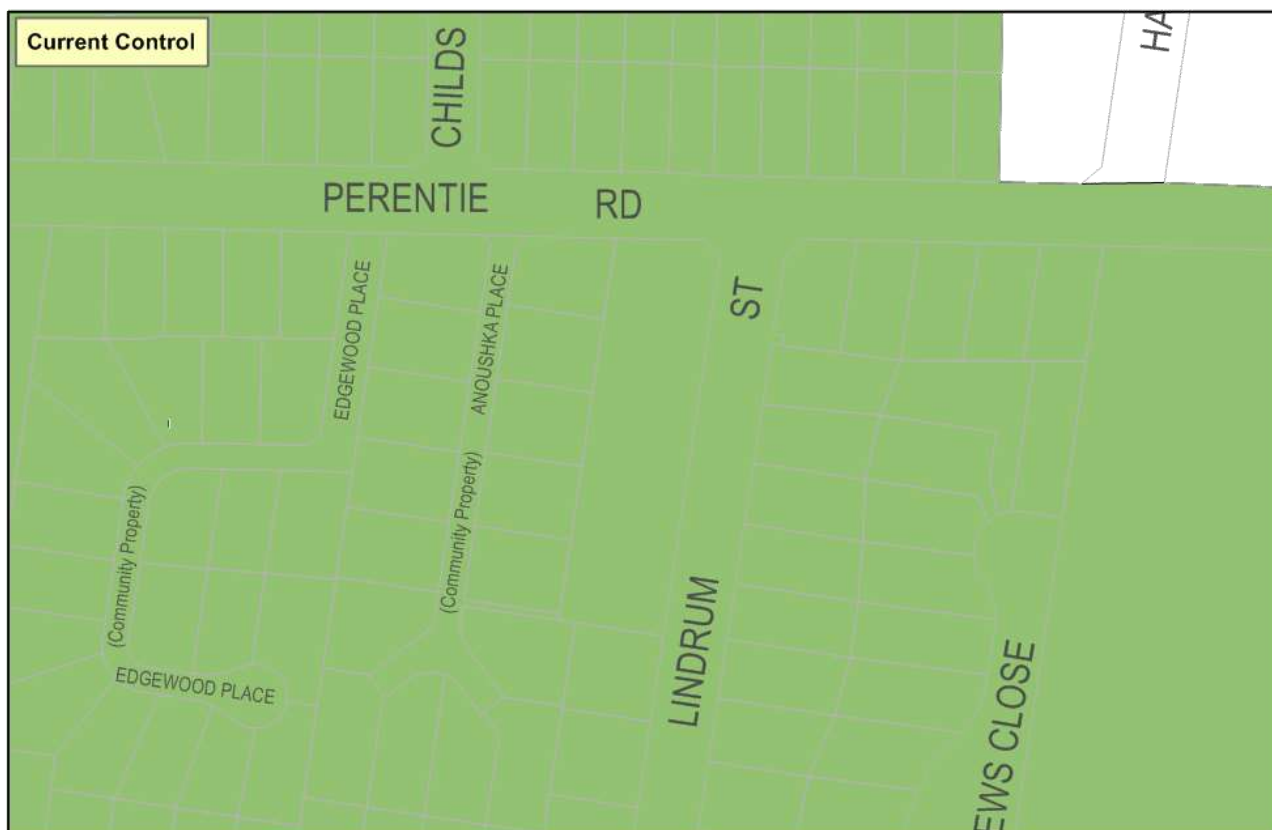 Current Control
CHILDS
HA
PERENTIE RD
EDGEWOOD PLACE
ANOUSHKA PLACE
ST
(Community Property)
(Community Property)
LINDRUM
EDGEWOOD PLACE
EWS CLOSE